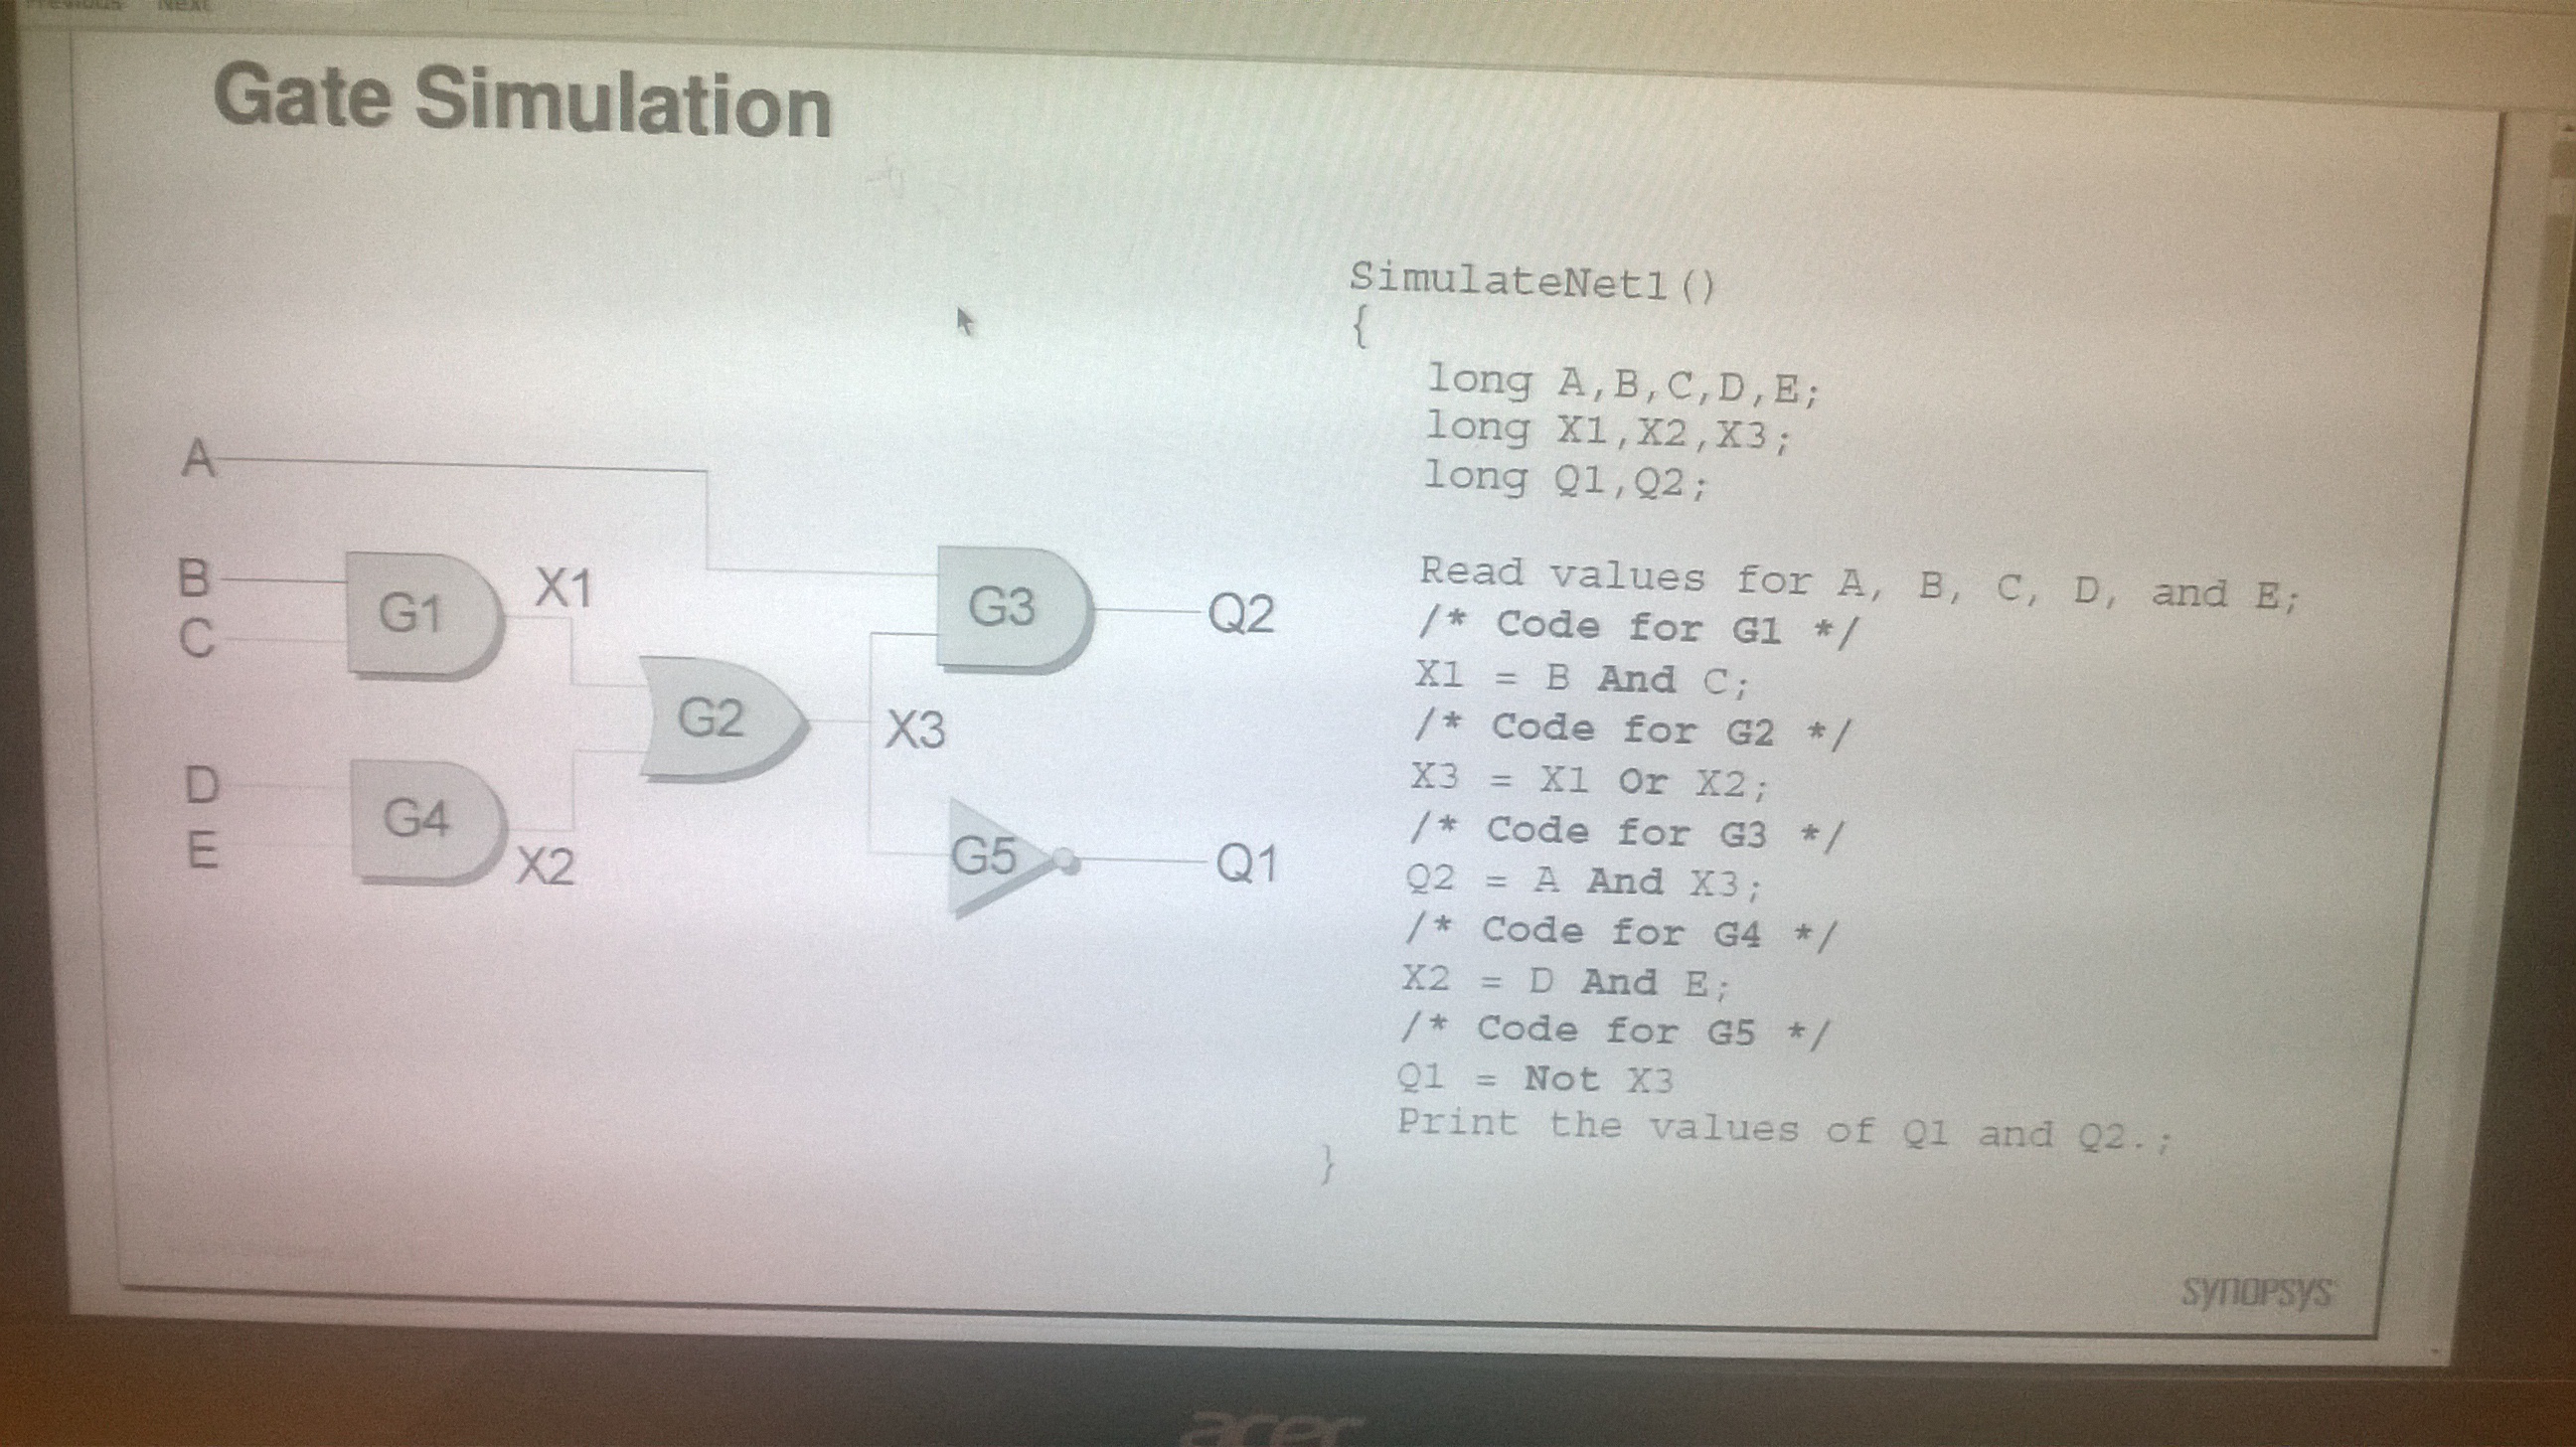 Previous Next
Gate Simulation
A
B
C
D
E
G1
X1
G4
X2
G2
X3
G3
Q2
G5
Q1
SimulateNet1()
{
long A,B,C,D,E;
long X1,X2,X3;
long Q1,Q2;
Read values for A, B, C, D, and E;
/* Code for G1 */
X1 = B And C;
/* Code for G2 */
X3 = X1 Or X2;
/* Code for G3 */
Q2 = A And X3;
/* Code for G4 */
X2 = D And E;
/* Code for G5 */
Q1 = Not X3
Print the values of Q1 and Q2.;
}
SYNOPSYS
acer